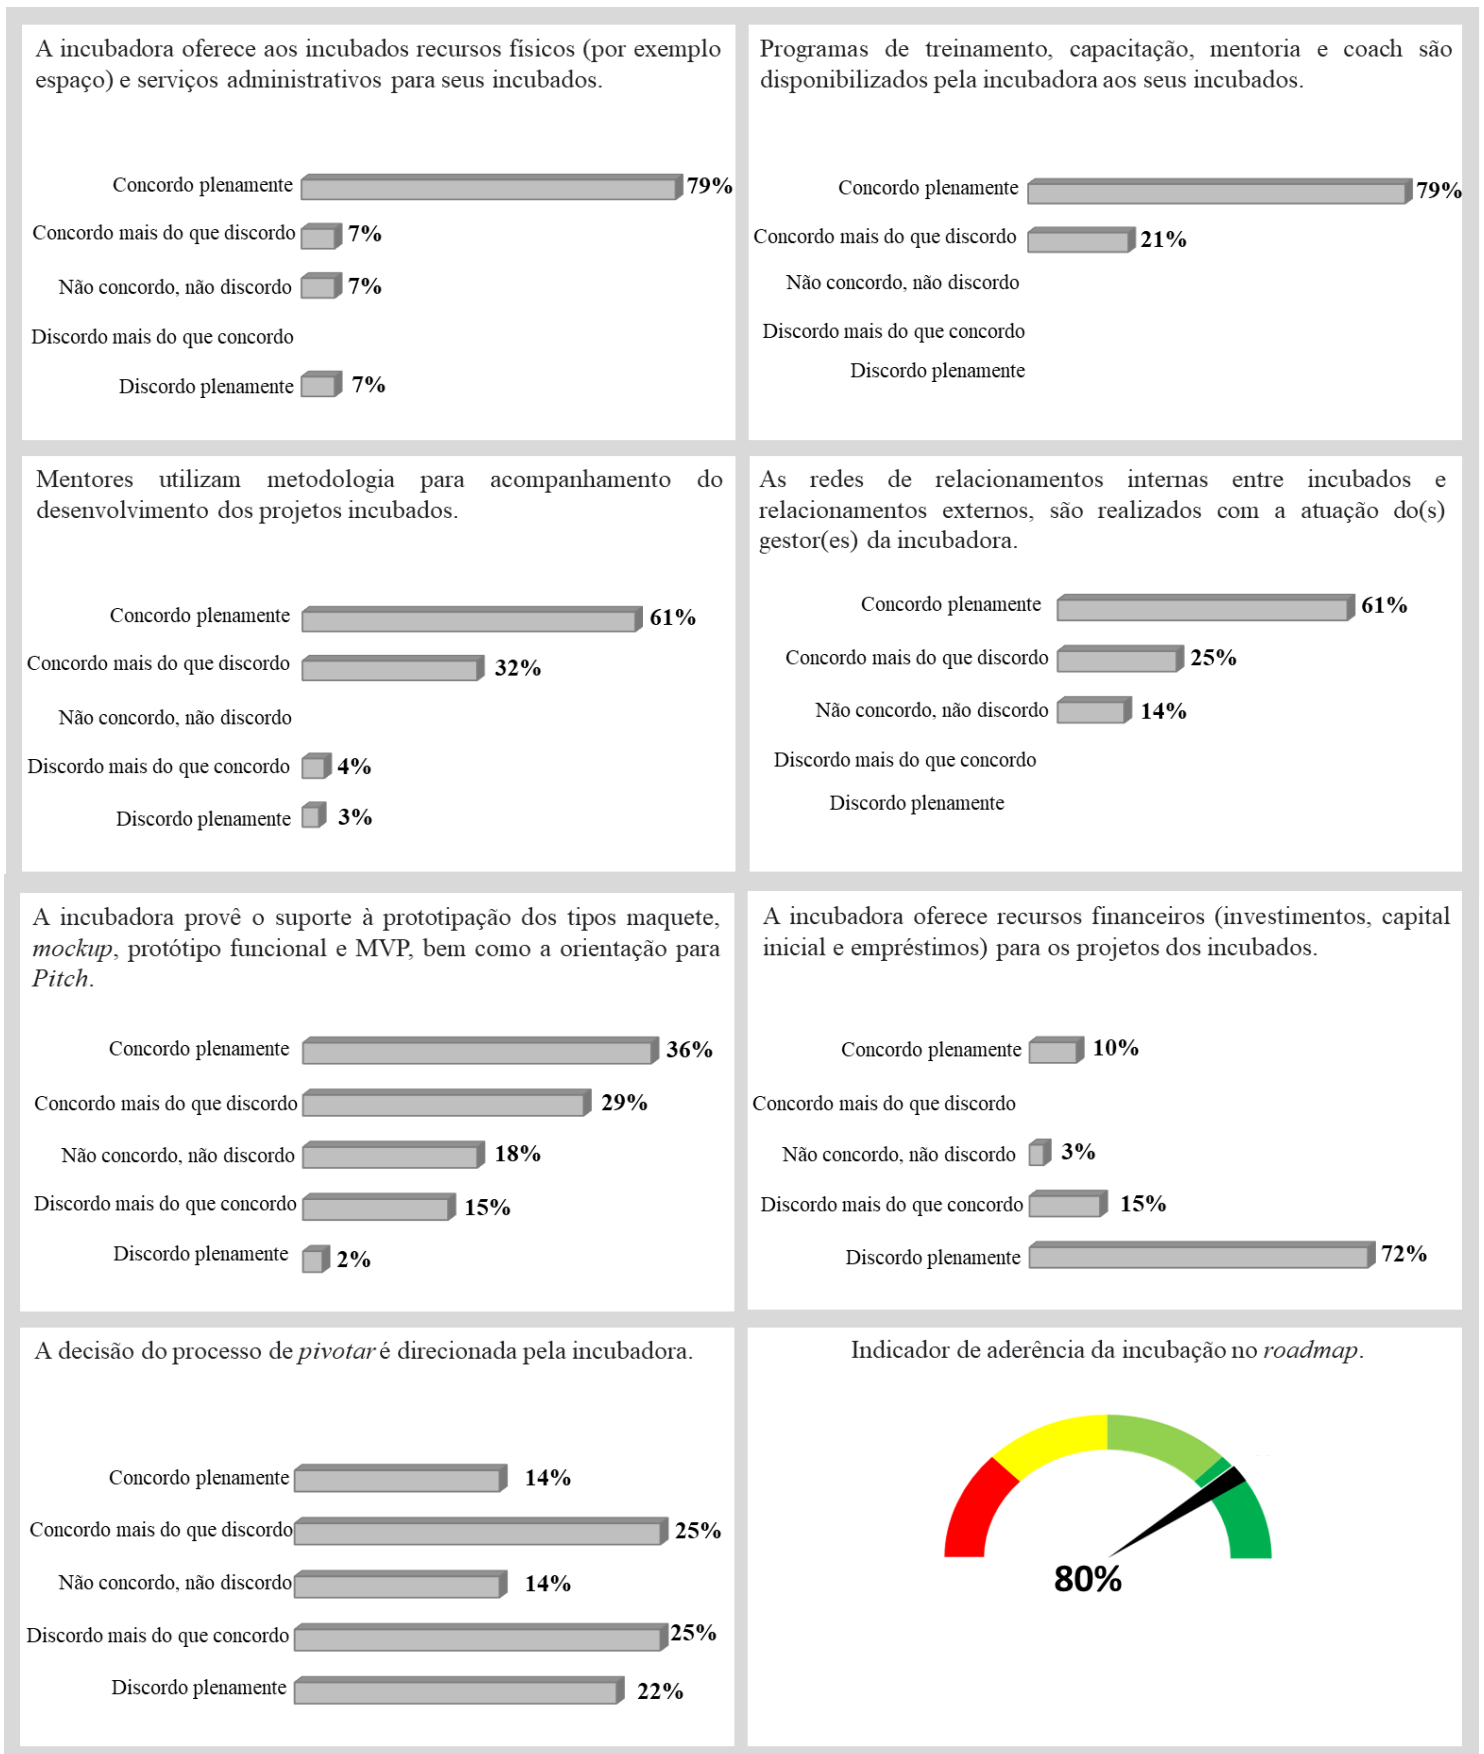 A incubadora oferece aos incubados recursos físicos (por exemplo
espaço) e serviços administrativos para seus incubados.
Concordo plenamente 79%
Concordo mais do que discordo 7%
Não concordo, não discordo 7%
Discordo mais do que concordo
Discordo plenamente 7%
Programas de treinamento, capacitação, mentoria e coach são
disponibilizados pela incubadora aos seus incubados.
Concordo plenamente 79%
Concordo mais do que discordo 21%
Não concordo, não discordo
Discordo mais do que concordo
Discordo plenamente
Mentores utilizam metodologia para acompanhamento do
desenvolvimento dos projetos incubados.
Concordo plenamente 61%
Concordo mais do que discordo 32%
Não concordo, não discordo
Discordo mais do que concordo 4%
Discordo plenamente 3%
As redes de relacionamentos internas entre incubados e
relacionamentos externos, são realizados com a atuação do(s)
gestor(es) da incubadora.
Concordo plenamente 61%
Concordo mais do que discordo 25%
Não concordo, não discordo 14%
Discordo mais do que concordo
Discordo plenamente
A incubadora provê o suporte à prototipação dos tipos maquete,
mockup, protótipo funcional e MVP, bem como a orientação para
Pitch.
Concordo plenamente 36%
Concordo mais do que discordo 29%
Não concordo, não discordo 18%
Discordo mais do que concordo 15%
Discordo plenamente 2%
A incubadora oferece recursos financeiros (investimentos, capital
inicial e empréstimos) para os projetos dos incubados.
Concordo plenamente 10%
Concordo mais do que discordo
Não concordo, não discordo 3%
Discordo mais do que concordo 15%
Discordo plenamente 72%
A decisão do processo de pivotar é direcionada pela incubadora.
Concordo plenamente 14%
Concordo mais do que discordo 25%
Não concordo, não discordo 14%
Discordo mais do que concordo 25%
Discordo plenamente 22%
Indicador de aderência da incubação no roadmap.
80%